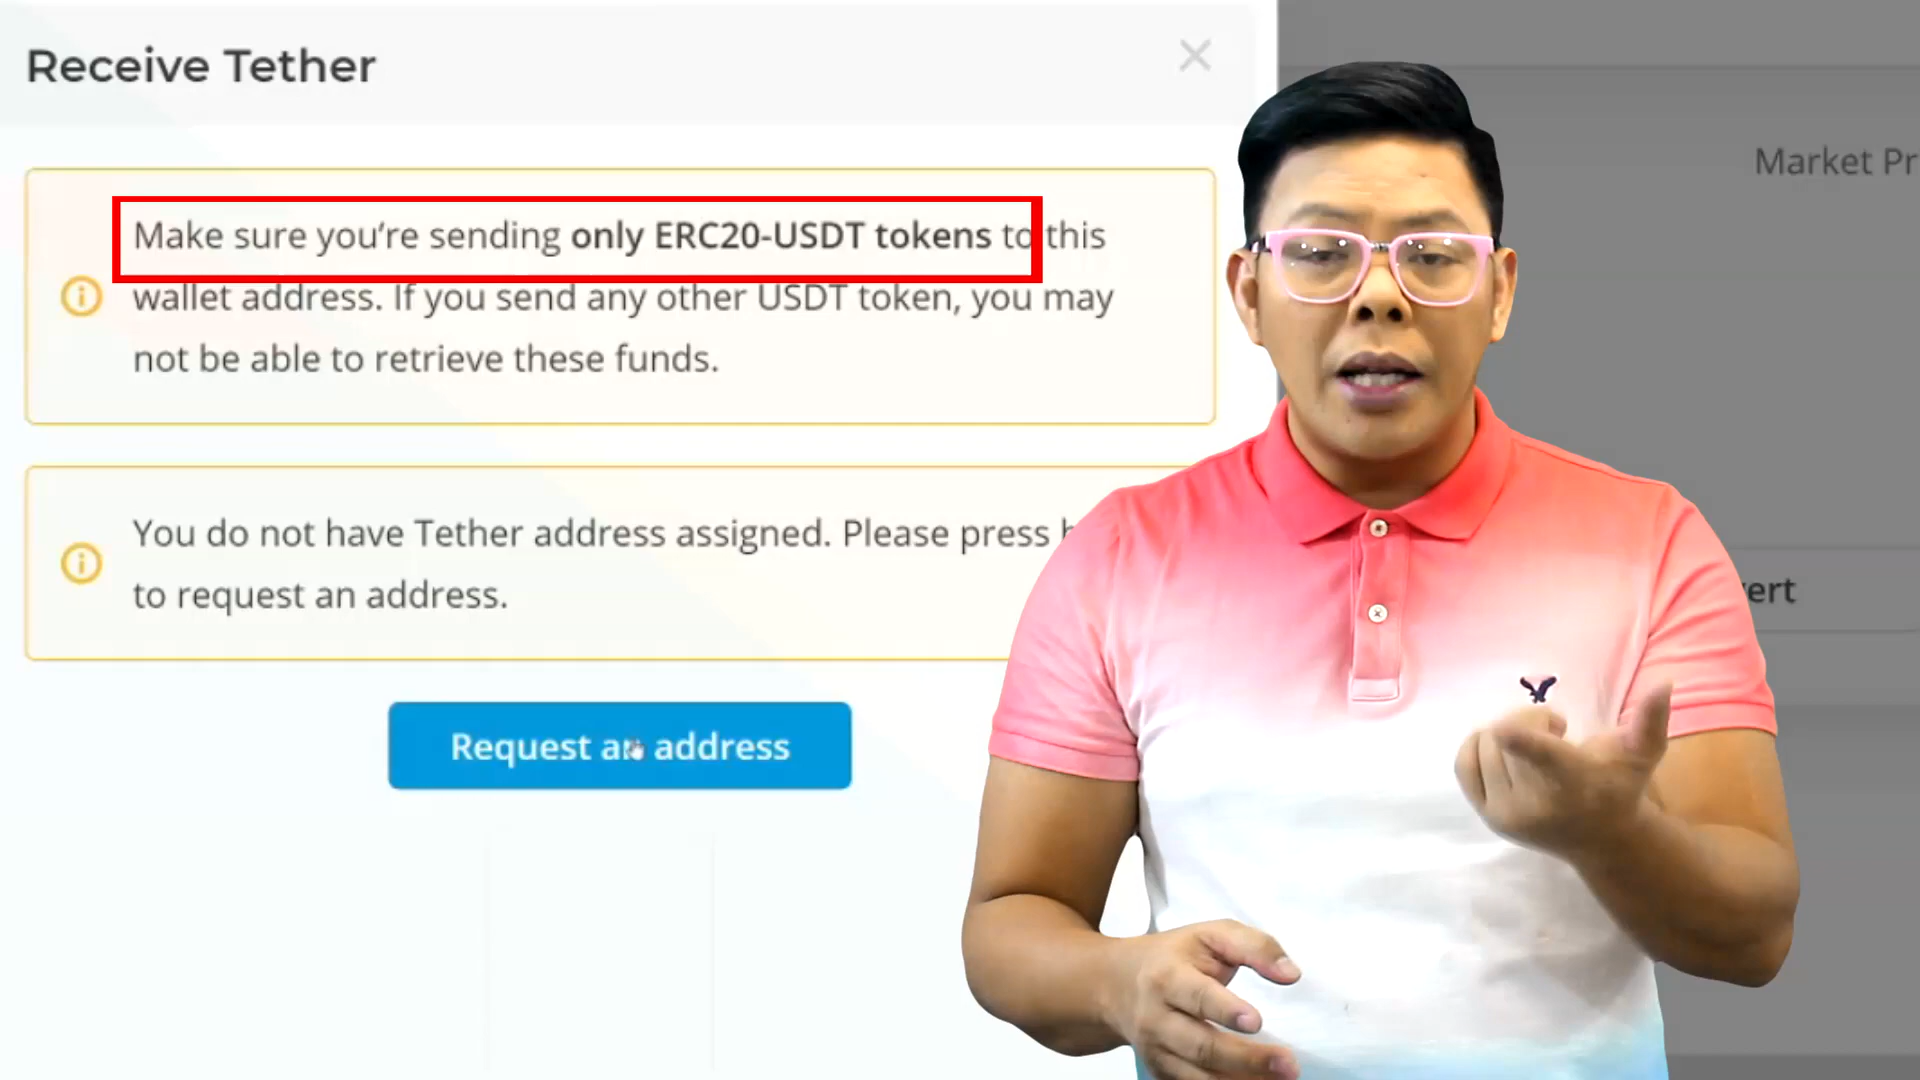 Receive Tether
Market Pr
Make sure you're sending only ERC20-USDT tokens to this
wallet address. If you send any other USDT token, you may
not be able to retrieve these funds.
You do not have Tether address assigned. Please press
to request an address.
vert
Request an address